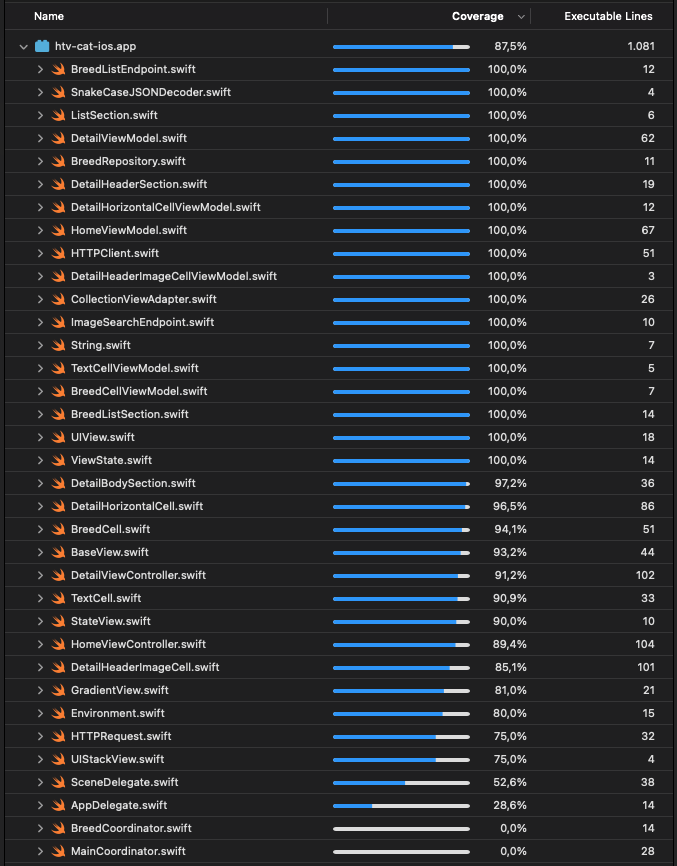 Name Coverage Executable Lines
htv-cat-ios.app 87,5% 1.081
BreedListEndpoint.swift 100,0% 12
SnakeCaseJSONDecoder.swift 100,0% 4
ListSection.swift 100,0% 6
DetailViewModel.swift 100,0% 62
BreedRepository.swift 100,0% 11
DetailHeaderSection.swift 100,0% 19
DetailHorizontalCellViewModel.swift 100,0% 12
HomeViewModel.swift 100,0% 67
HTTPClient.swift 100,0% 51
DetailHeaderImageCellViewModel.swift 100,0% 3
CollectionViewAdapter.swift 100,0% 26
ImageSearchEndpoint.swift 100,0% 10
String.swift 100,0% 7
TextCellViewModel.swift 100,0% 5
BreedCellViewModel.swift 100,0% 7
BreedListSection.swift 100,0% 14
UIView.swift 100,0% 18
ViewState.swift 100,0% 14
DetailBodySection.swift 97,2% 36
DetailHorizontalCell.swift 96,5% 86
BreedCell.swift 94,1% 51
BaseView.swift 93,2% 44
DetailViewController.swift 91,2% 102
TextCell.swift 90,9% 33
StateView.swift 90,0% 10
HomeViewController.swift 89,4% 104
DetailHeaderImageCell.swift 85,1% 101
GradientView.swift 81,0% 21
Environment.swift 80,0% 15
HTTPRequest.swift 75,0% 32
UIStackView.swift 75,0% 4
SceneDelegate.swift 52,6% 38
AppDelegate.swift 28,6% 14
BreedCoordinator.swift 0,0% 14
MainCoordinator.swift 0,0% 28